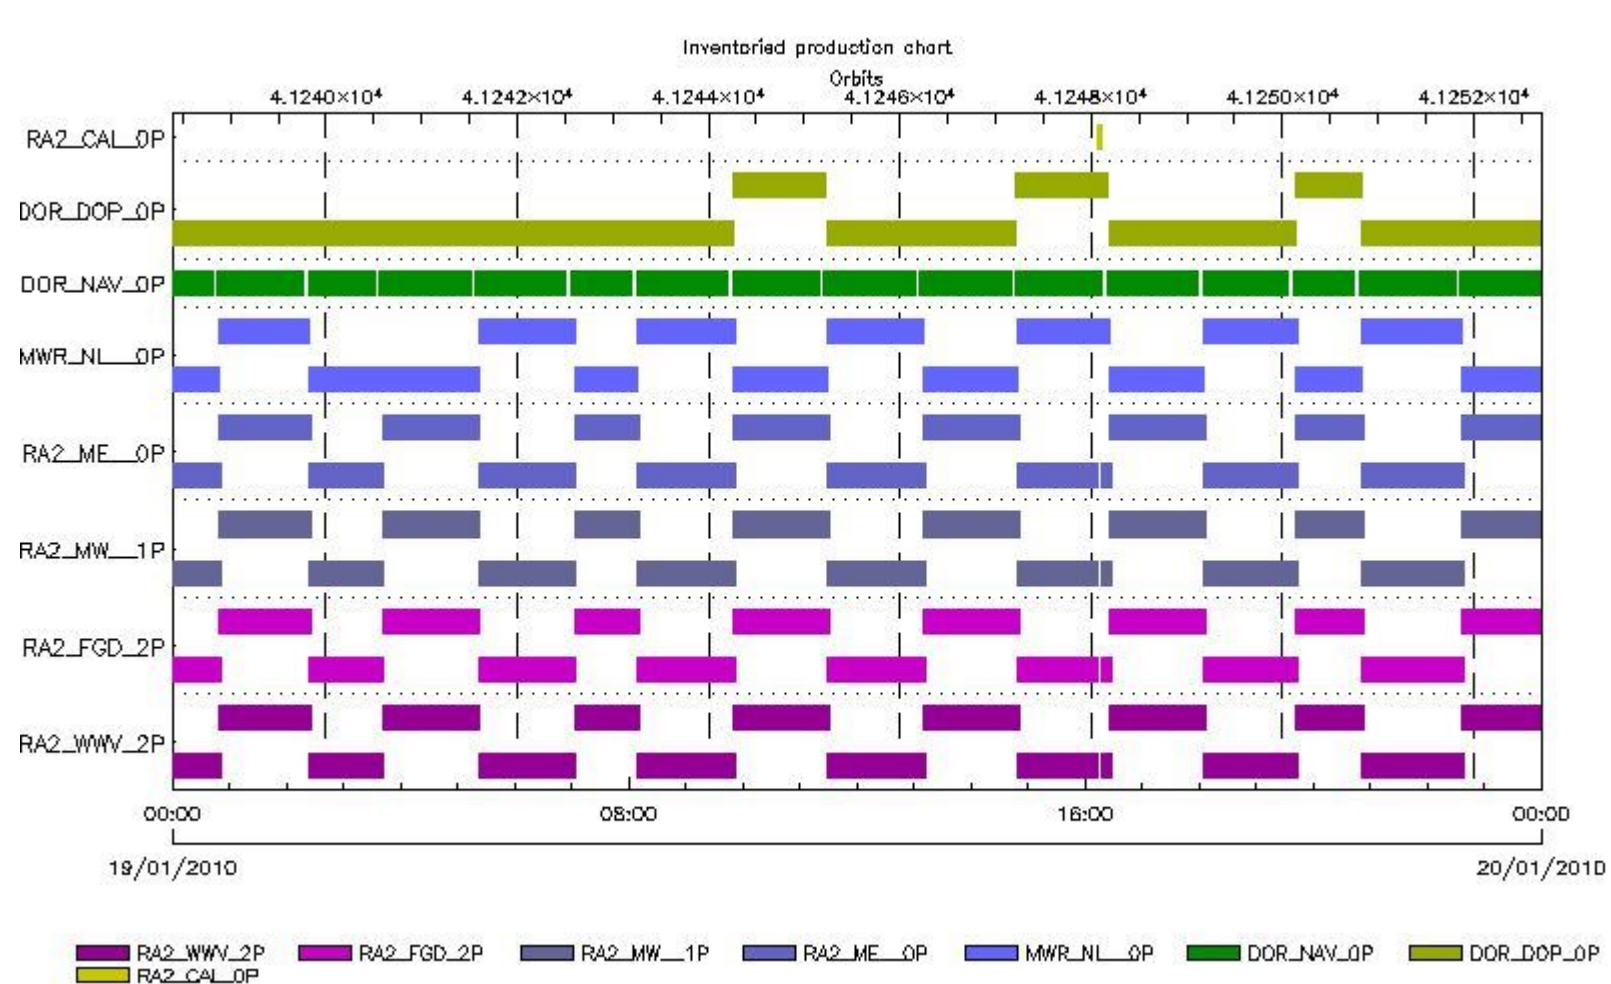 Inventoried production chart
Orbits
4.1240×10⁴ 4.1242×10⁴ 4.1244×10⁴ 4.1246×10⁴ 4.1248×10⁴ 4.1250×10⁴ 4.1252×10⁴
RA2_CAL_0P
DOR_DOP_0P
DOR_NAV_0P
MWR_NL__0P
RA2_ME__0P
RA2_MW__1P
RA2_FGD_2P
RA2_WWV_2P
00:00 08:00 16:00 00:00
19/01/2010 20/01/2010
RA2_WWV_2P RA2_FGD_2P RA2_MW__1P RA2_ME__0P MWR_NL__0P DOR_NAV_0P DOR_DOP_0P
RA2_CAL_0P